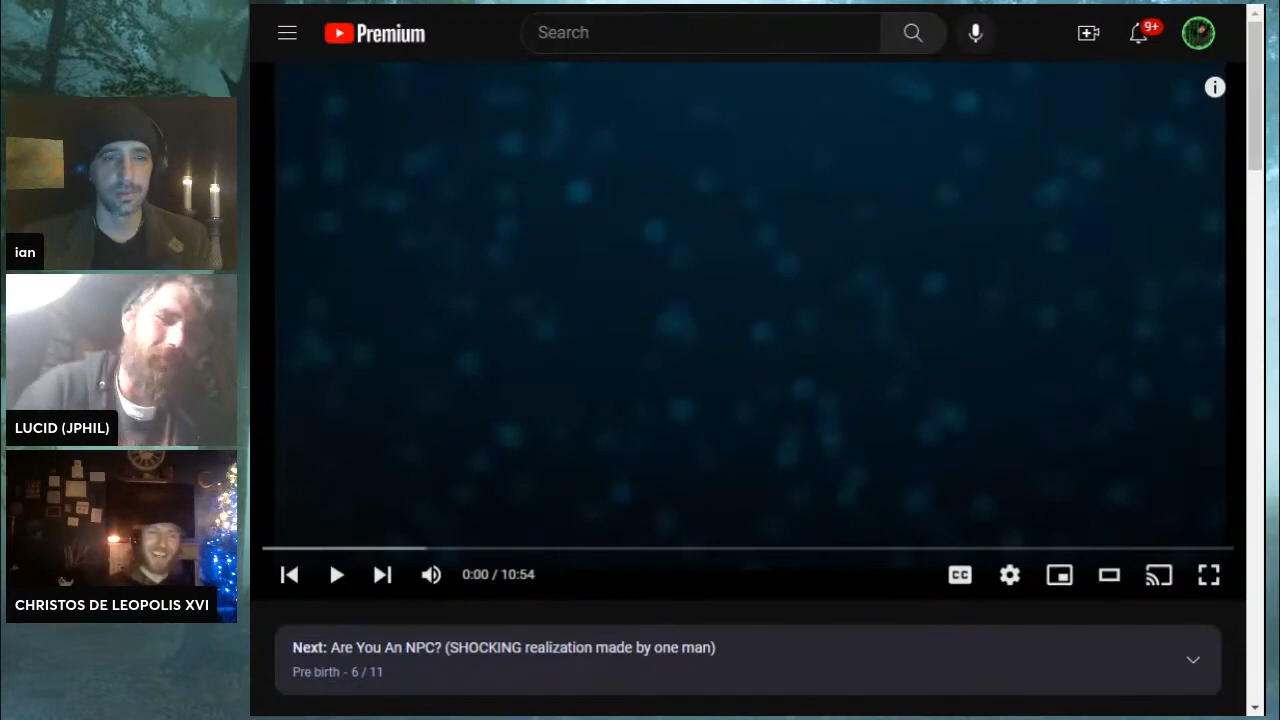 Premium
Search
9+
i
ian
LUCID (JPHIL)
CHRISTOS DE LEOPOLIS XVI
0:00 / 10:54
CC
Next: Are You An NPC? (SHOCKING realization made by one man)
Pre birth - 6 / 11